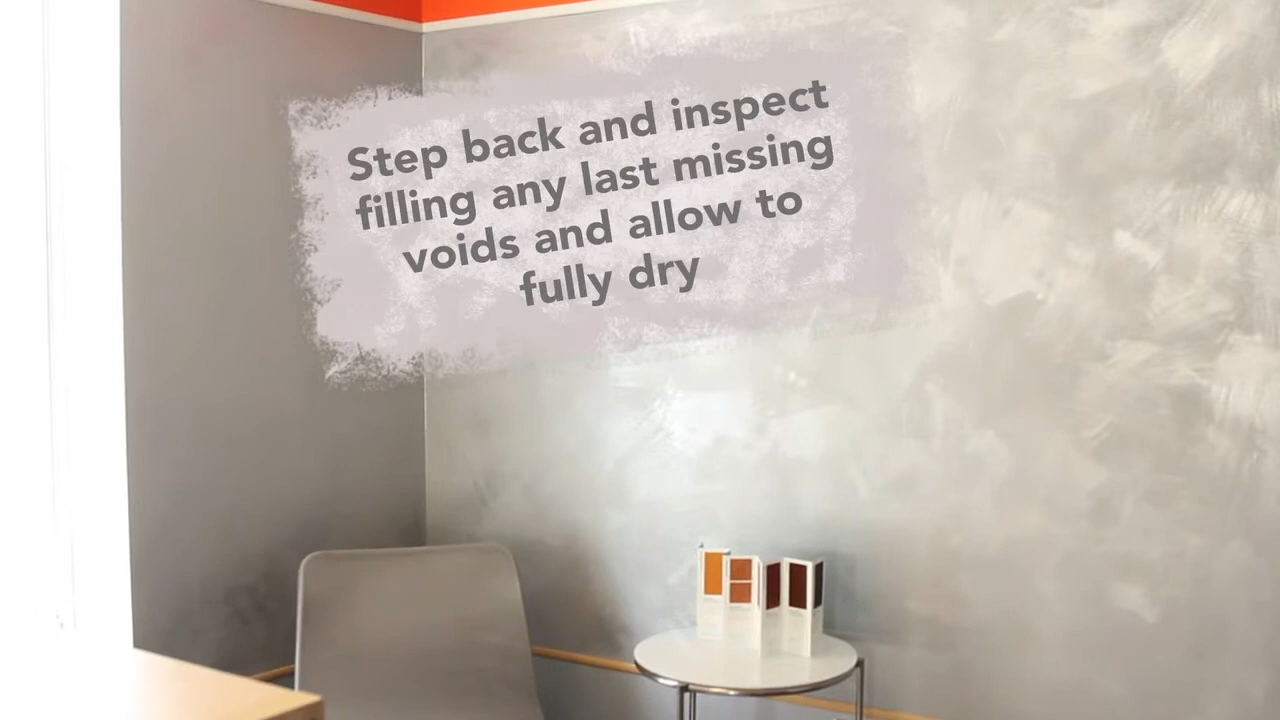 Step back and inspect
filling any last missing
voids and allow to
fully dry